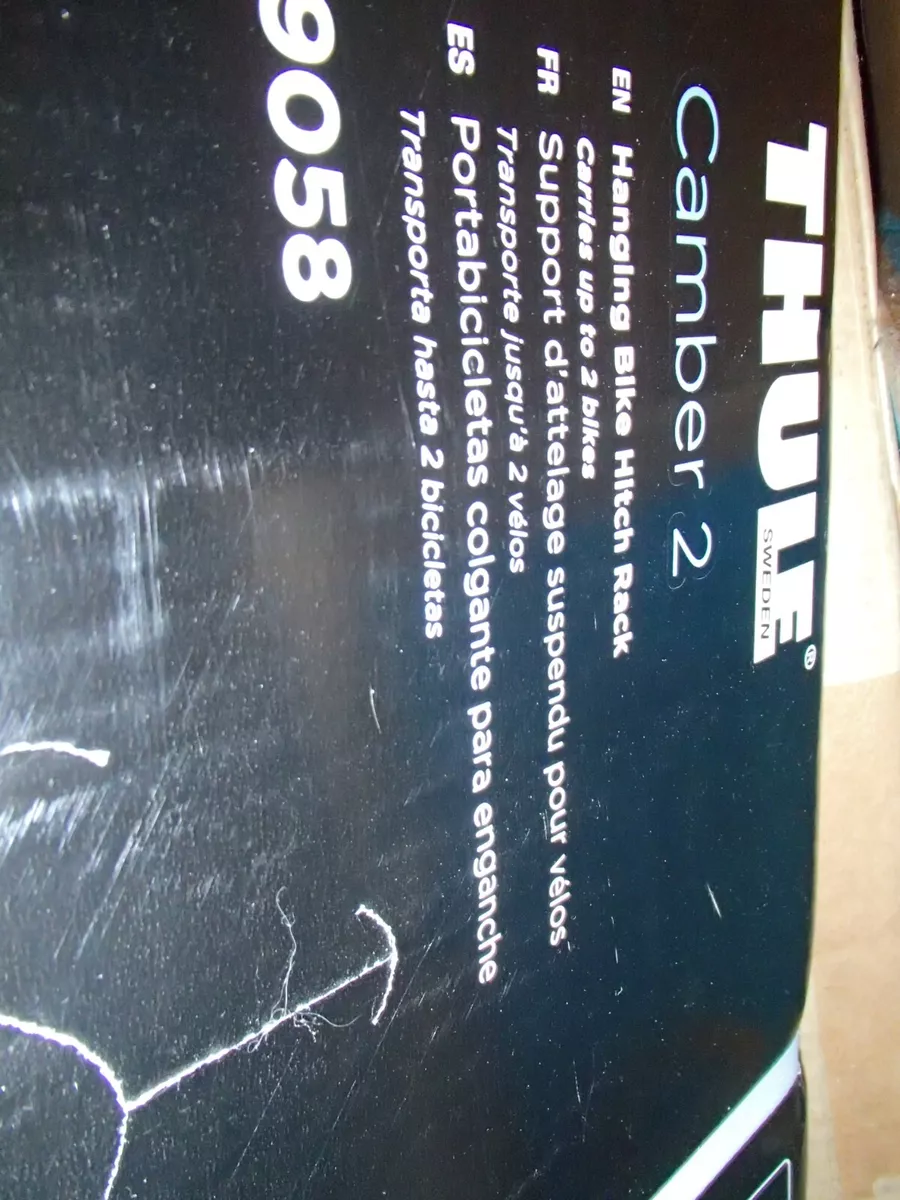 THULE®
SWEDEN
Camber 2
EN Hanging Bike Hitch Rack
Carries up to 2 bikes
FR Support d'attelage suspendu pour vélos
Transporte jusqu'à 2 vélos
ES Portabicicletas colgante para enganche
Transporta hasta 2 bicicletas
9058